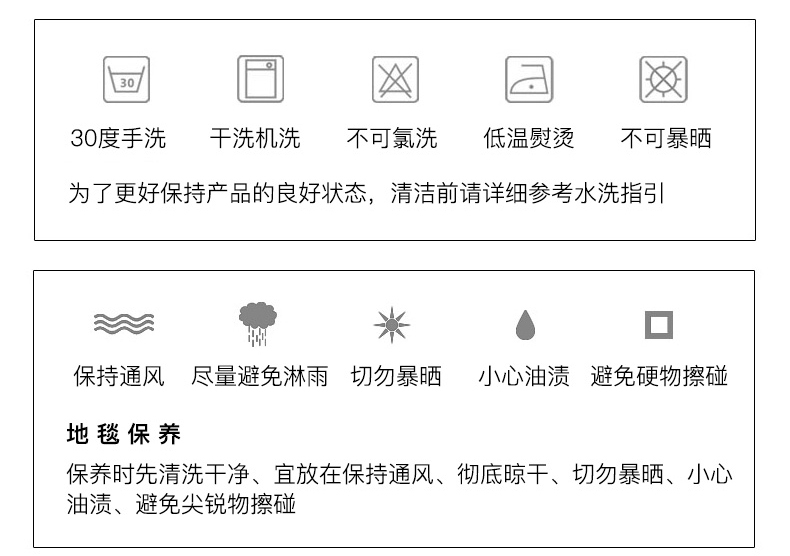 30
30度手洗 干洗机洗 不可氯洗 低温熨烫 不可暴晒
为了更好保持产品的良好状态，清洁前请详细参考水洗指引
保持通风 尽量避免淋雨 切勿暴晒 小心油渍 避免硬物擦碰
地毯保养
保养时先清洗干净、宜放在保持通风、彻底晾干、切勿暴晒、小心
油渍、避免尖锐物擦碰